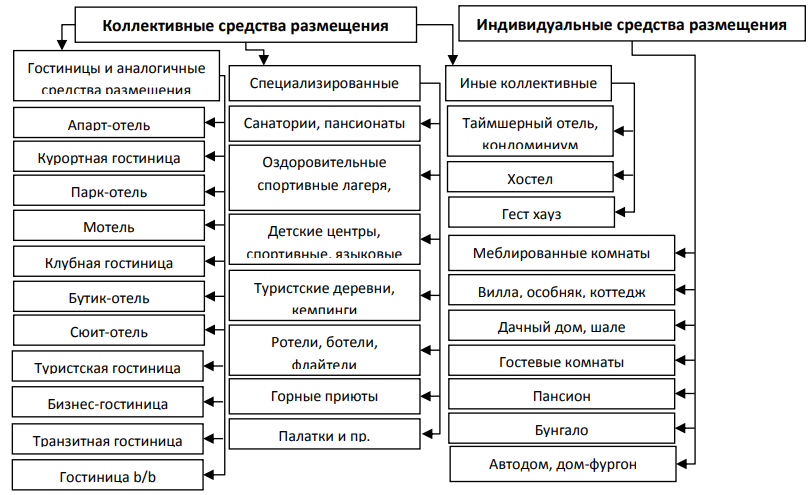 Коллективные средства размещения
Индивидуальные средства размещения
Гостиницы и аналогичные
средства размещения
Апарт-отель
Курортная гостиница
Парк-отель
Мотель
Клубная гостиница
Бутик-отель
Сюит-отель
Туристская гостиница
Бизнес-гостиница
Транзитная гостиница
Гостиница b/b
Специализированные
Санатории, пансионаты
Оздоровительные
спортивные лагеря,
Детские центры,
спортивные, языковые
Туристские деревни,
кемпинги
Ротели, ботели,
флайтели
Горные приюты
Палатки и пр.
Иные коллективные
Таймшерный отель,
кондоминиум
Хостел
Гест хауз
Меблированные комнаты
Вилла, особняк, коттедж
Дачный дом, шале
Гостевые комнаты
Пансион
Бунгало
Автодом, дом-фургон